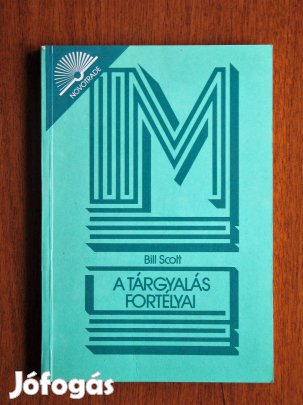 NOVOTRADE
M
Bill Scott
A TÁRGYALÁS
FORTÉLYAI
Jófogás